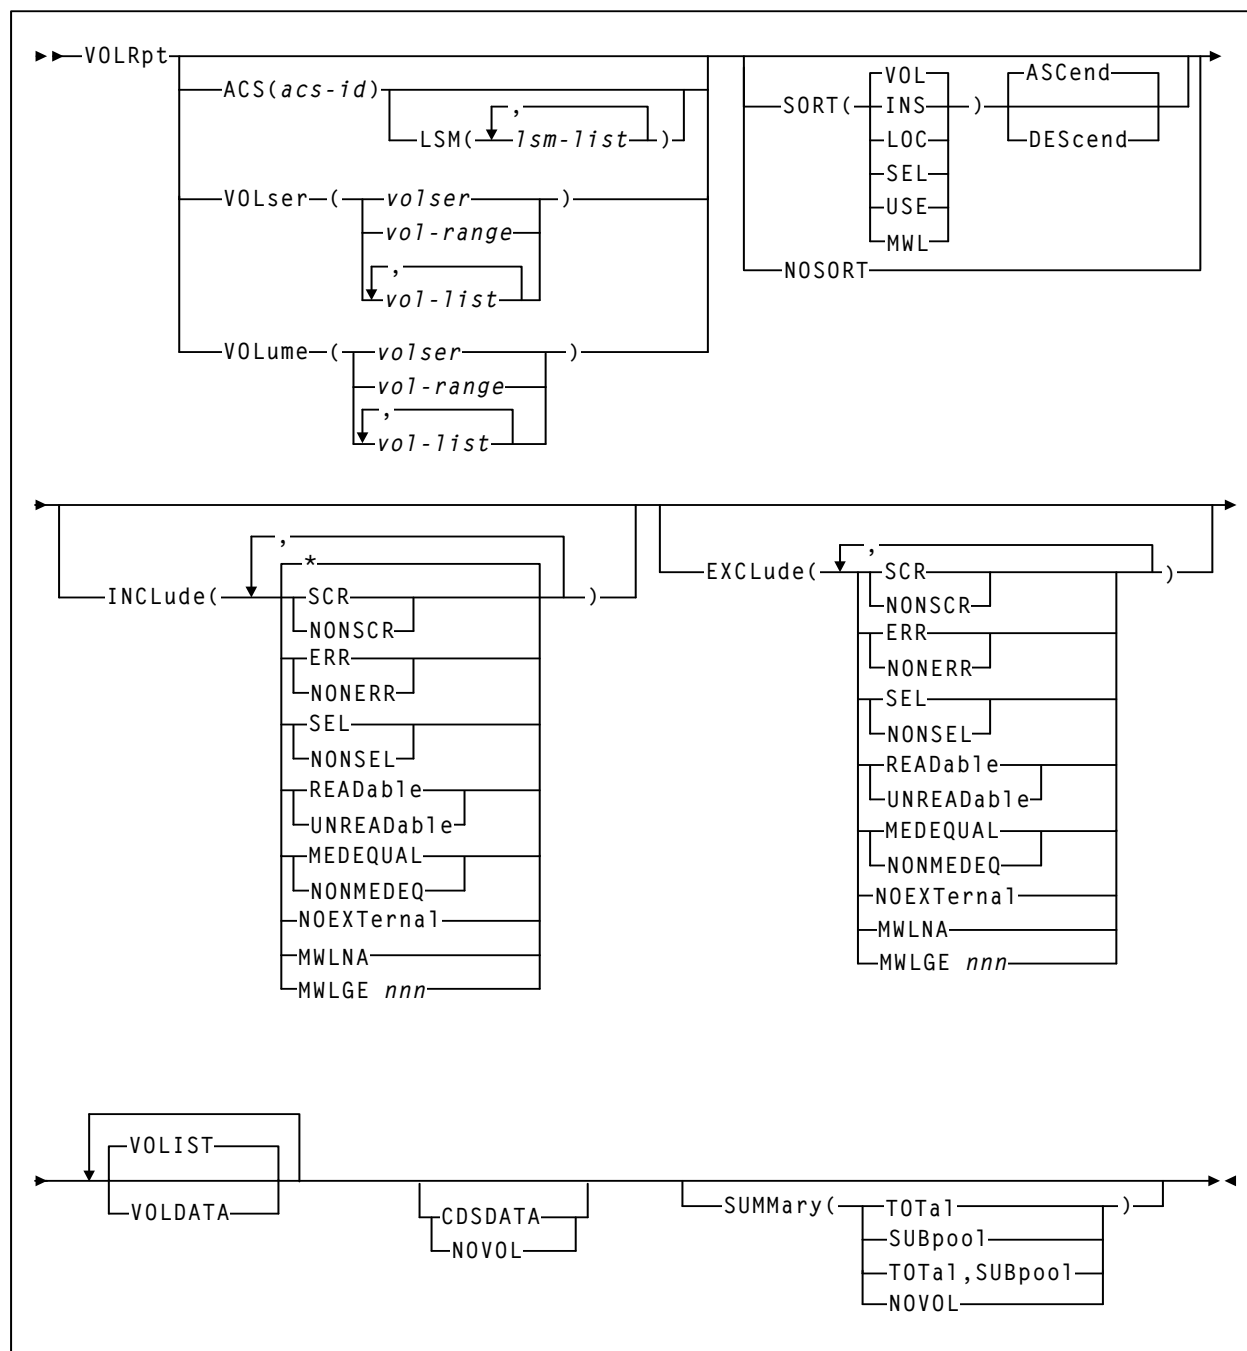 VOLRpt
ACS(acs-id)
,
LSM( lsm-list )
VOLser ( volser )
vol-range
,
vol-list
VOLume ( volser )
vol-range
,
vol-list
SORT( VOL ) ASCend
INS
LOC
SEL
USE
MWL
DEScend
NOSORT
INCLude( , )
*
SCR
NONSCR
ERR
NONERR
SEL
NONSEL
READable
UNREADable
MEDEQUAL
NONMEDEQ
NOEXTernal
MWLNA
MWLGE nnn
EXCLude( , )
SCR
NONSCR
ERR
NONERR
SEL
NONSEL
READable
UNREADable
MEDEQUAL
NONMEDEQ
NOEXTernal
MWLNA
MWLGE nnn
VOLIST
VOLDATA
CDSDATA
NOVOL
SUMMary( TOTal )
SUBpool
TOTal,SUBpool
NOVOL